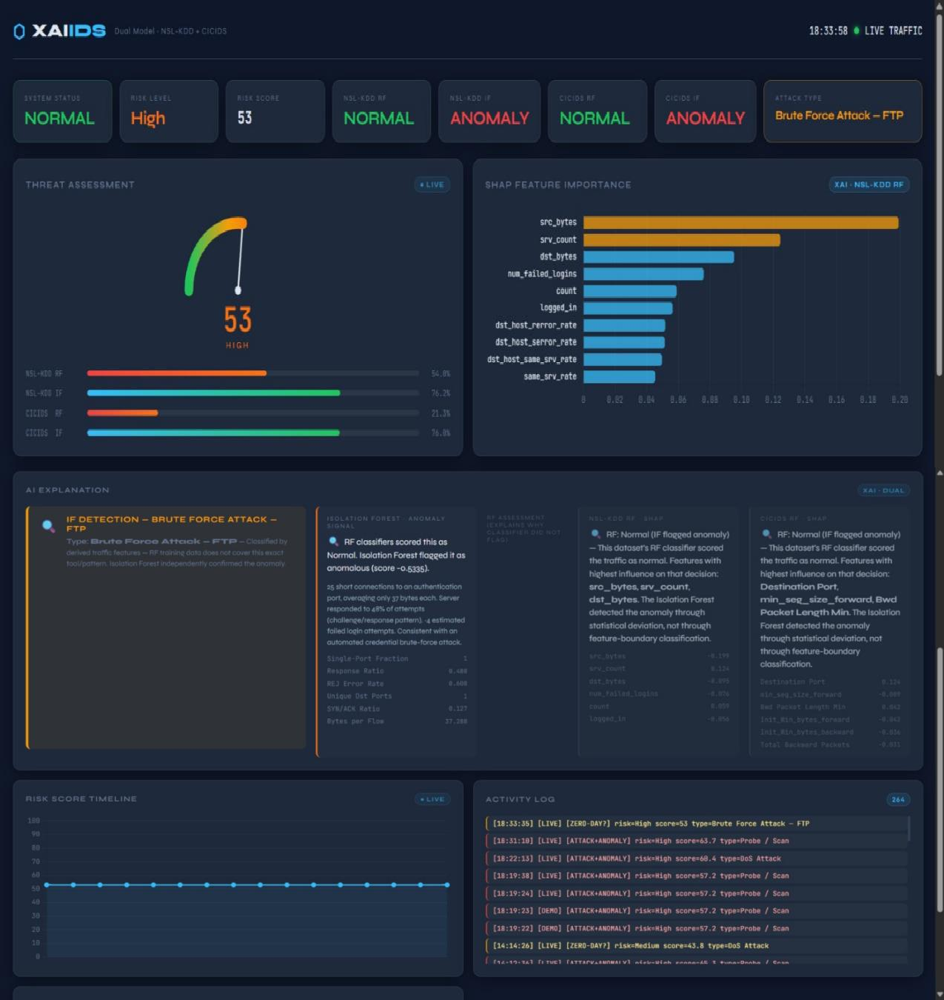 XAIIDS Dual Model · NSL-KDD + CICIDS
18:33:58 LIVE TRAFFIC
SYSTEM STATUS
NORMAL
RISK LEVEL
High
RISK SCORE
53
NSL-KDD RF
NORMAL
NSL-KDD IF
ANOMALY
CICIDS RF
NORMAL
CICIDS IF
ANOMALY
ATTACK TYPE
Brute Force Attack — FTP
THREAT ASSESSMENT
LIVE
53
HIGH
NSL-KDD RF 54.0%
NSL-KDD IF 76.2%
CICIDS RF 21.3%
CICIDS IF 76.0%
SHAP FEATURE IMPORTANCE
XAI · NSL-KDD RF
src_bytes
srv_count
dst_bytes
num_failed_logins
count
logged_in
dst_host_rerror_rate
dst_host_serror_rate
dst_host_same_srv_rate
same_srv_rate
0 0.02 0.04 0.06 0.08 0.10 0.12 0.14 0.16 0.18 0.20
AI EXPLANATION
XAI · DUAL
IF DETECTION — BRUTE FORCE ATTACK —
FTP
Type: Brute Force Attack — FTP — Classified by
derived traffic features — RF training data does not cover this exact
tool/pattern. Isolation Forest independently confirmed the anomaly.
ISOLATION FOREST · ANOMALY
SIGNAL
RF classifiers scored this as
Normal. Isolation Forest flagged it as
anomalous (score -0.5335).
25 short connections to an authentication
port, averaging only 37 bytes each. Server
responded to 48% of attempts
(challenge/response pattern). ·4 estimated
failed login attempts. Consistent with an
automated credential brute-force attack.
Single-Port Fraction 1
Response Ratio 0.480
REJ Error Rate 0.600
Unique Dst Ports 1
SYN/ACK Ratio 0.127
Bytes per Flow 37.280
RF ASSESSMENT
(EXPLAINS WHY
CLASSIFIER DID NOT
FLAG)
NSL-KDD RF · SHAP
RF: Normal (IF flagged anomaly)
— This dataset's RF classifier scored
the traffic as normal. Features with
highest influence on that decision:
src_bytes, srv_count,
dst_bytes. The Isolation Forest
detected the anomaly through
statistical deviation, not through
feature-boundary classification.
src_bytes -0.199
srv_count 0.124
dst_bytes -0.095
num_failed_logins -0.076
count 0.059
logged_in -0.056
CICIDS RF · SHAP
RF: Normal (IF flagged anomaly)
— This dataset's RF classifier scored
the traffic as normal. Features with
highest influence on that decision:
Destination Port,
min_seg_size_forward, Bwd
Packet Length Min. The Isolation
Forest detected the anomaly
through statistical deviation, not
through feature-boundary
classification.
Destination Port 0.124
min_seg_size_forward -0.089
Bwd Packet Length Min 0.042
Init_Win_bytes_forward -0.042
Init_Win_bytes_backward -0.036
Total Backward Packets -0.031
RISK SCORE TIMELINE
LIVE
100
90
80
70
60
50
40
30
20
10
0
ACTIVITY LOG
264
[18:33:35] [LIVE] [ZERO-DAY?] risk=High score=53 type=Brute Force Attack — FTP
[18:31:10] [LIVE] [ATTACK+ANOMALY] risk=High score=63.7 type=Probe / Scan
[18:22:13] [LIVE] [ATTACK+ANOMALY] risk=High score=60.4 type=DoS Attack
[18:19:38] [LIVE] [ATTACK+ANOMALY] risk=High score=57.2 type=Probe / Scan
[18:19:24] [LIVE] [ATTACK+ANOMALY] risk=High score=57.2 type=Probe / Scan
[18:19:23] [DEMO] [ATTACK+ANOMALY] risk=High score=57.2 type=Probe / Scan
[18:19:22] [DEMO] [ATTACK+ANOMALY] risk=High score=57.2 type=Probe / Scan
[14:14:26] [LIVE] [ZERO-DAY?] risk=Medium score=43.8 type=DoS Attack
[14:12:36] [LIVE] [ATTACK+ANOMALY] risk=High score=65.3 type=Probe / Scan